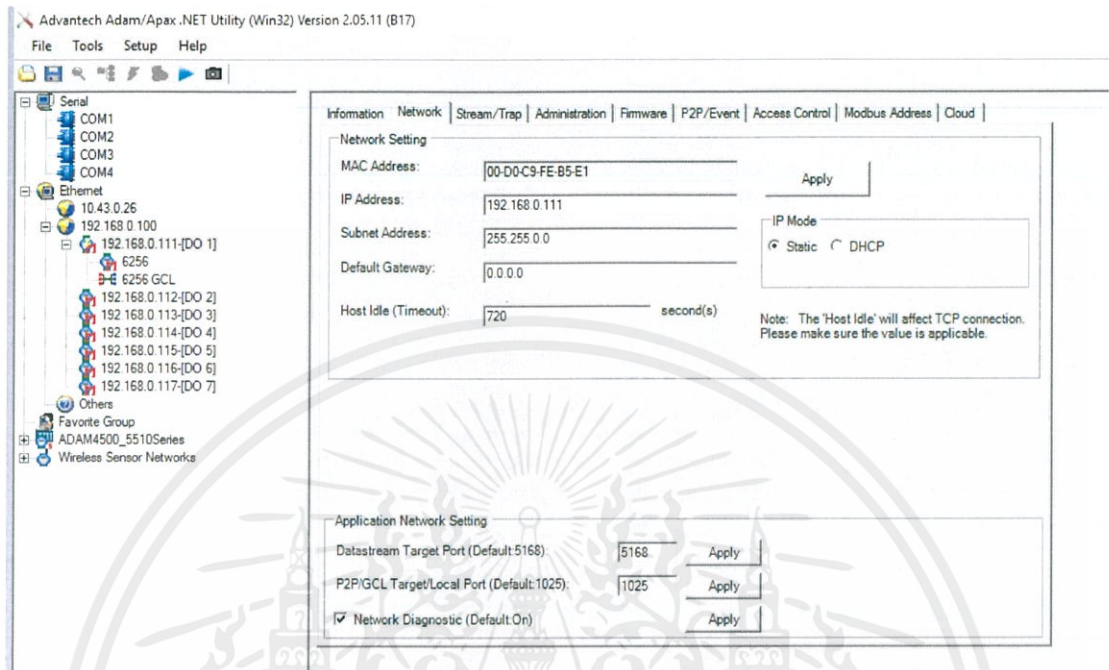 Advantech Adam/Apax .NET Utility (Win32) Version 2.05.11 (B17)
File Tools Setup Help
Serial
COM1
COM2
COM3
COM4
Ethernet
10.43.0.26
192.168.0.100
192.168.0.111-[DO 1]
6256
6256 GCL
192.168.0.112-[DO 2]
192.168.0.113-[DO 3]
192.168.0.114-[DO 4]
192.168.0.115-[DO 5]
192.168.0.116-[DO 6]
192.168.0.117-[DO 7]
Others
Favorite Group
ADAM4500_5510Series
Wireless Sensor Networks
Information Network Stream/Trap Administration Firmware P2P/Event Access Control Modbus Address Cloud
Network Setting
MAC Address: 00-D0-C9-FE-B5-E1
Apply
IP Address: 192.168.0.111
Subnet Address: 255.255.0.0
Default Gateway: 0.0.0.0
Host Idle (Timeout): 720 second(s)
IP Mode
Static DHCP
Note: The 'Host Idle' will affect TCP connection.
Please make sure the value is applicable.
Application Network Setting
Datastream Target Port (Default:5168): 5168 Apply
P2P/GCL Target/Local Port (Default:1025): 1025 Apply
Network Diagnostic (Default:On) Apply